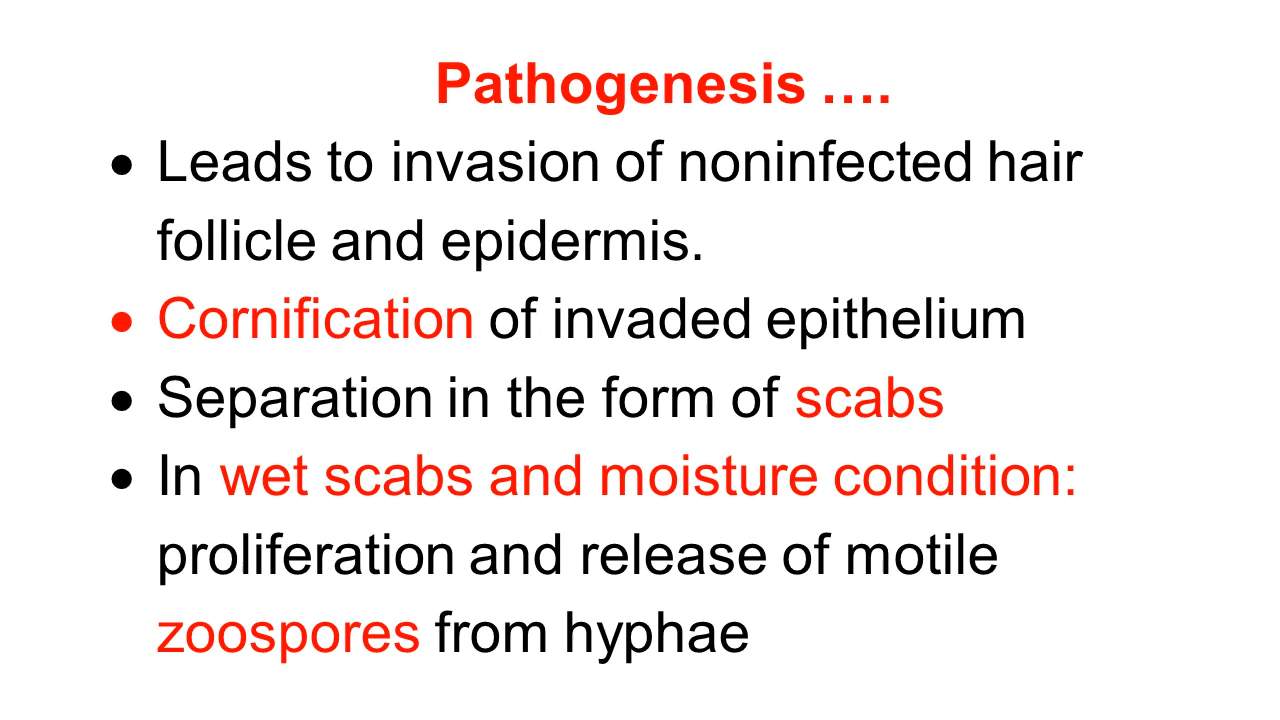 Pathogenesis ….
• Leads to invasion of noninfected hair
follicle and epidermis.
• Cornification of invaded epithelium
• Separation in the form of scabs
• In wet scabs and moisture condition:
proliferation and release of motile
zoospores from hyphae